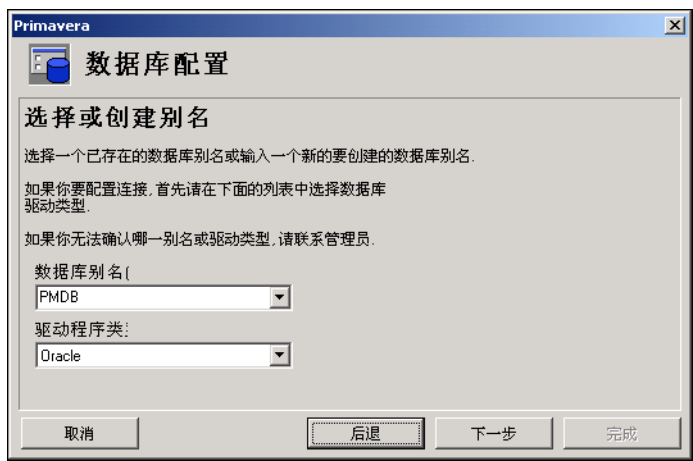 Primavera
数据库配置
选择或创建别名
选择一个已存在的数据库别名或输入一个新的要创建的数据库别名.
如果你要配置连接,首先请在下面的列表中选择数据库
驱动类型.
如果你无法确认哪一别名或驱动类型,请联系管理员.
数据库别名(
PMDB
驱动程序类:
Oracle
取消
后退
下一步
完成